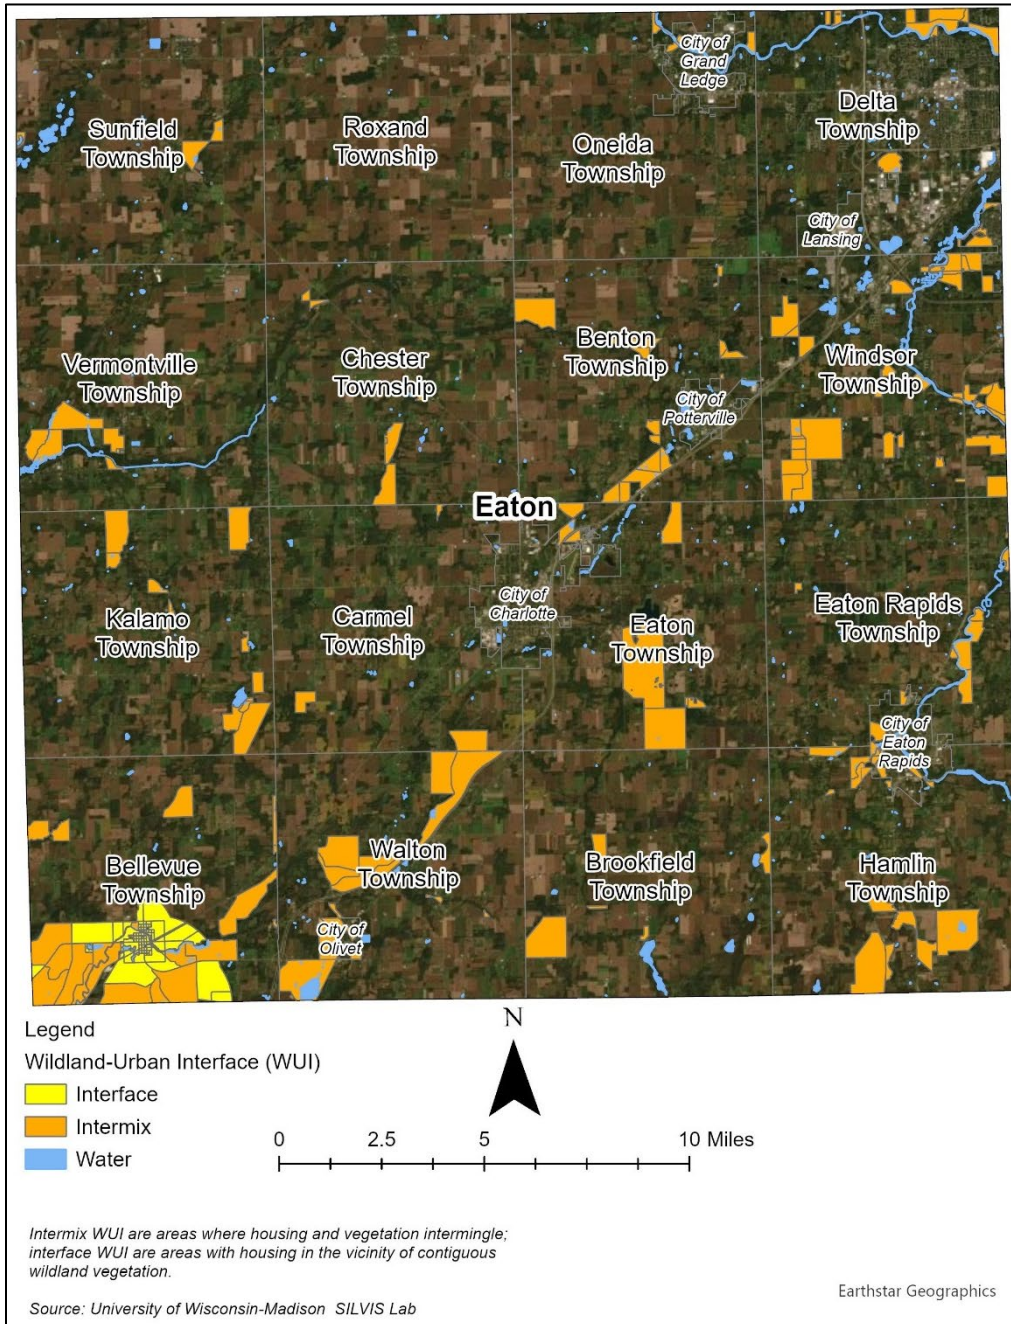 City of
Grand
Ledge
Delta
Township
Sunfield
Township
Roxand
Township
Oneida
Township
City of
Lansing
Vermontville
Township
Chester
Township
Benton
Township
Windsor
Township
City of
Potterville
Eaton
City of
Charlotte
Kalamo
Township
Carmel
Township
Eaton
Township
Eaton Rapids
Township
City of
Eaton
Rapids
Bellevue
Township
Walton
Township
Brookfield
Township
Hamlin
Township
City of
Olivet
Legend
Wildland-Urban Interface (WUI)
Interface
Intermix
Water
N
0 2.5 5 10 Miles
Intermix WUI are areas where housing and vegetation intermingle;
interface WUI are areas with housing in the vicinity of contiguous
wildland vegetation.
Source: University of Wisconsin-Madison SILVIS Lab
Earthstar Geographics